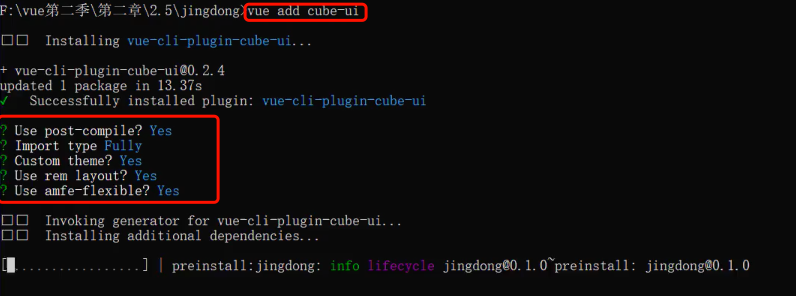 F:\vue第二季\第二章\2.5\jingdong>vue add cube-ui
□□ Installing vue-cli-plugin-cube-ui...
+ vue-cli-plugin-cube-ui@0.2.4
updated 1 package in 13.37s
✓ Successfully installed plugin: vue-cli-plugin-cube-ui
? Use post-compile? Yes
? Import type Fully
? Custom theme? Yes
? Use rem layout? Yes
? Use amfe-flexible? Yes
□□ Invoking generator for vue-cli-plugin-cube-ui...
□□ Installing additional dependencies...
[█.................] | preinstall:jingdong: info lifecycle jingdong@0.1.0~preinstall: jingdong@0.1.0